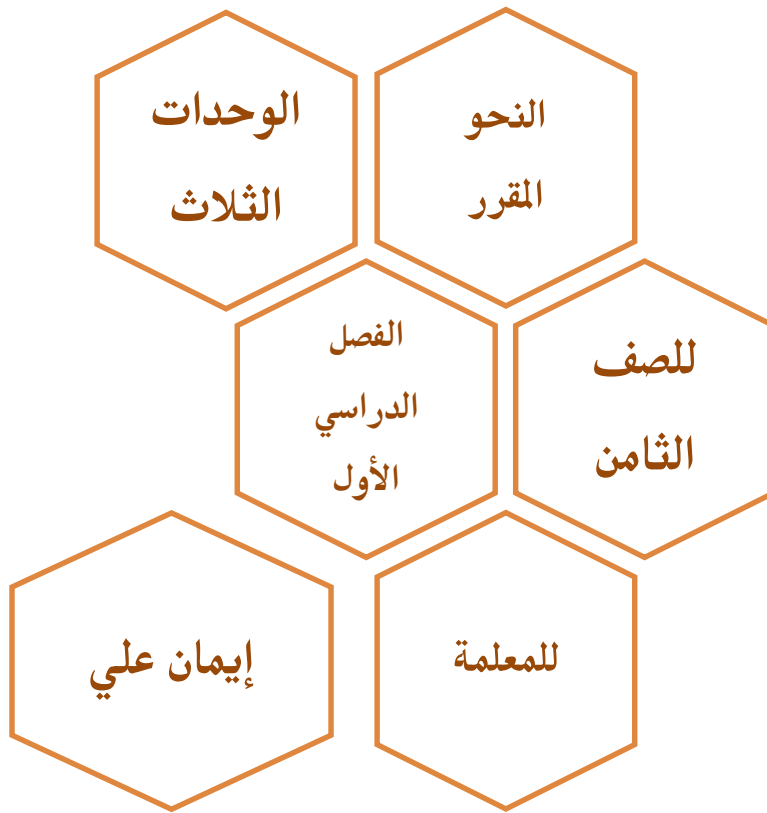 النحو
المقرر
الوحدات
الثلاث
للصف
الثامن
الفصل
الدراسي
الأول
للمعلمة
إيمان علي